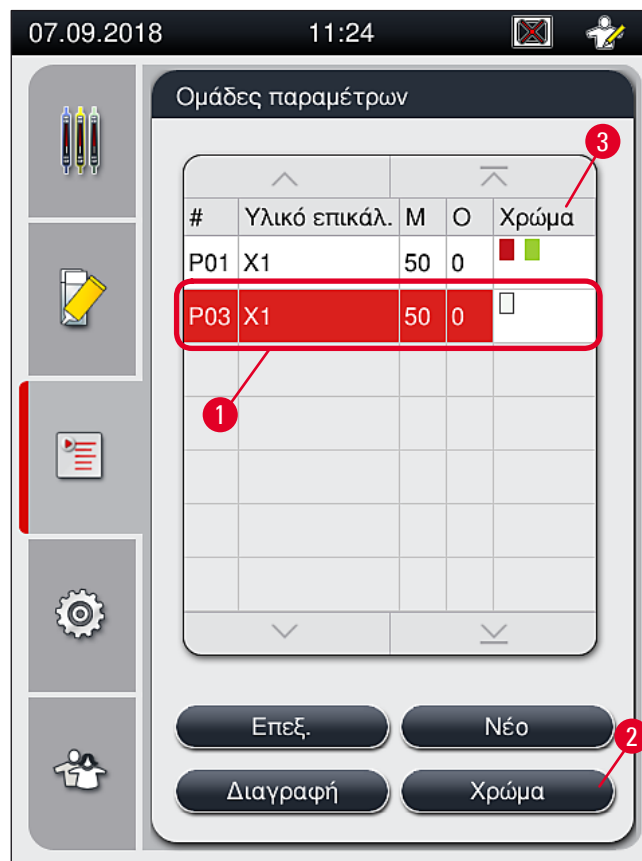 07.09.2018 11:24
Ομάδες παραμέτρων
3
# Υλικό επικάλ. M O Χρώμα
P01 X1 50 0
P03 X1 50 0
1
Επεξ. Νέο
2
Διαγραφή Χρώμα